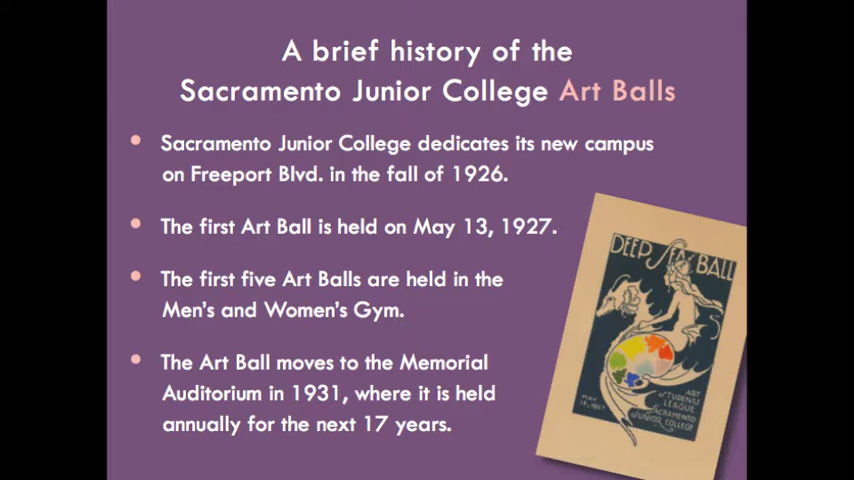 A brief history of the
Sacramento Junior College Art Balls
• Sacramento Junior College dedicates its new campus
on Freeport Blvd. in the fall of 1926.
• The first Art Ball is held on May 13, 1927.
• The first five Art Balls are held in the
Men's and Women's Gym.
• The Art Ball moves to the Memorial
Auditorium in 1931, where it is held
annually for the next 17 years.
DEEP SEA BALL
MAY
13, 1927
ART
STUDENTS
LEAGUE
SACRAMENTO
JUNIOR COLLEGE